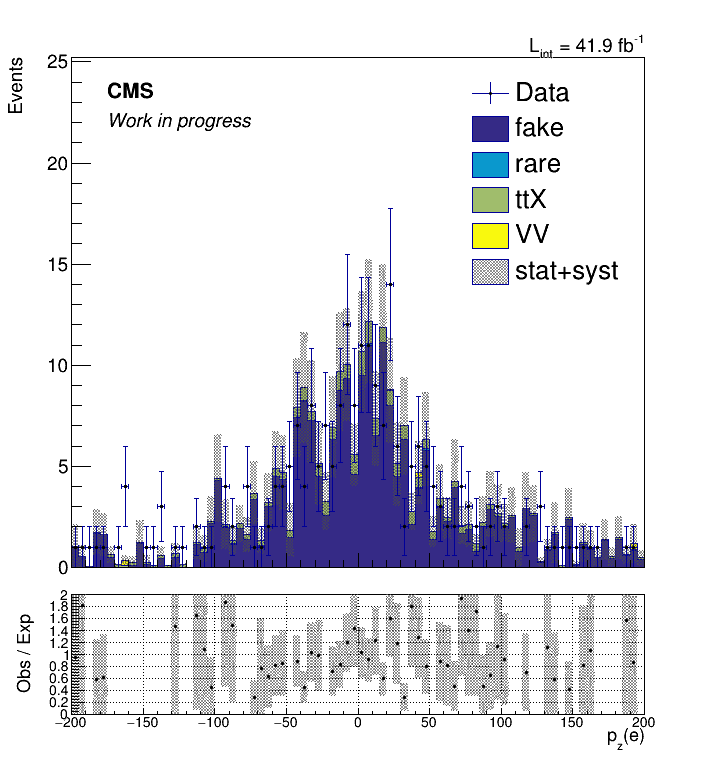 L_int = 41.9 fb^-1
Events
25
20
15
10
5
0
CMS
Work in progress
Data
fake
rare
ttX
VV
stat+syst
Obs / Exp
2
1.8
1.6
1.4
1.2
1
0.8
0.6
0.4
0.2
0
−200 −150 −100 −50 0 50 100 150 200
p_z(e)